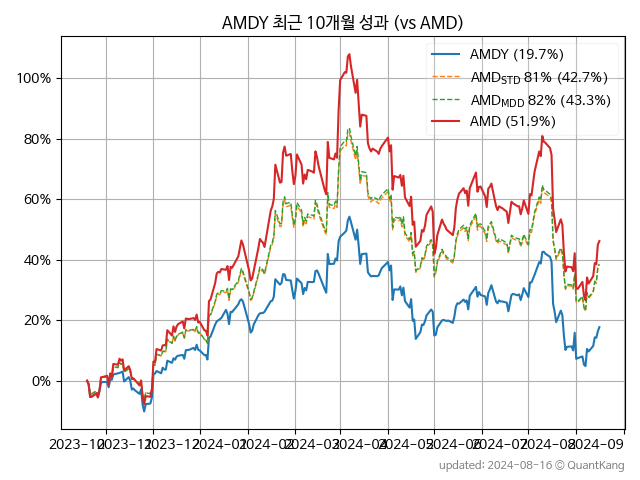 AMDY 최근 10개월 성과 (vs AMD)
AMDY (19.7%)
AMD_STD 81% (42.7%)
AMD_MDD 82% (43.3%)
AMD (51.9%)
100%
80%
60%
40%
20%
0%
2023-10 2023-11 2023-12 2024-01 2024-02 2024-03 2024-04 2024-05 2024-06 2024-07 2024-08 2024-09
updated: 2024-08-16 ⓒ QuantKang